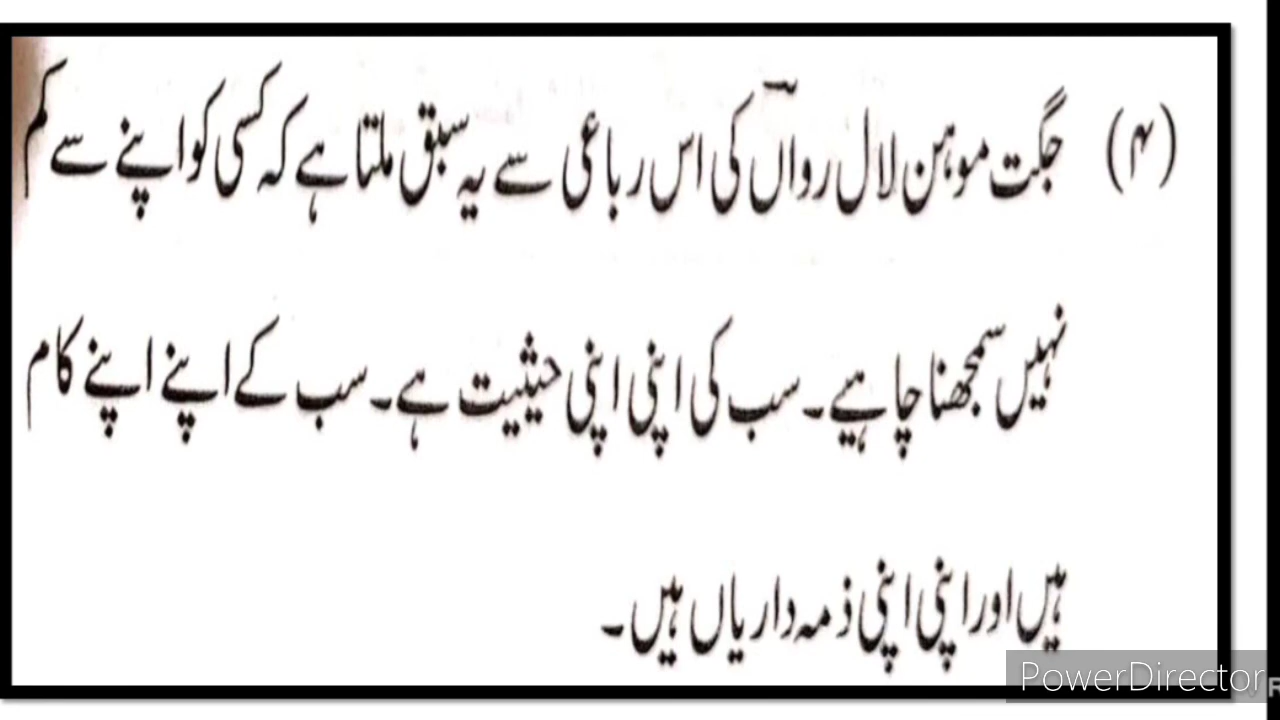 (۴) جگت موہن لال رواںؔ کی اس رباعی سے یہ سبق ملتا ہے کہ کسی کو اپنے سے کم
نہیں سمجھنا چاہیے۔ سب کی اپنی اپنی حیثیت ہے۔ سب کے اپنے اپنے کام
ہیں اور اپنی اپنی ذمہ داریاں ہیں۔
PowerDirector